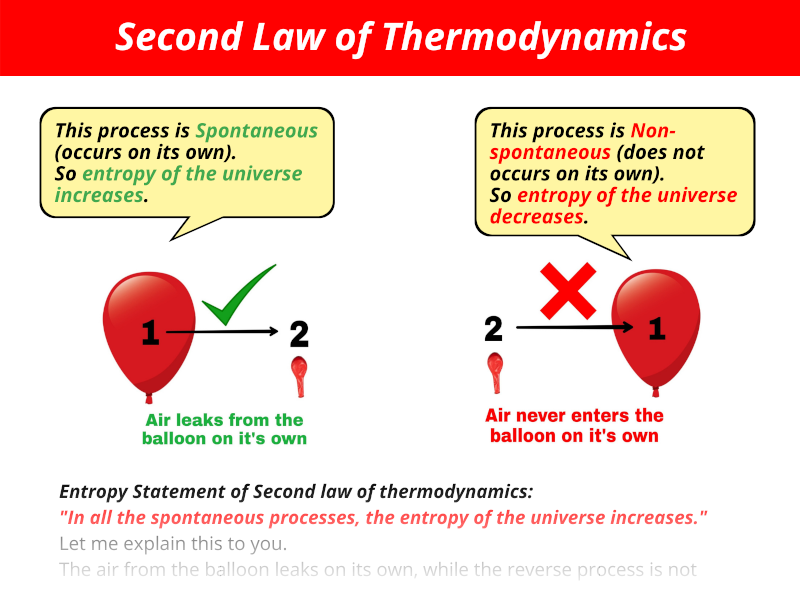 Second Law of Thermodynamics
This process is Spontaneous
(occurs on its own).
So entropy of the universe
increases.
This process is Non-
spontaneous (does not
occurs on its own).
So entropy of the universe
decreases.
1
2
2
1
Air leaks from the
balloon on it's own
Air never enters the
balloon on it's own
Entropy Statement of Second law of thermodynamics:
"In all the spontaneous processes, the entropy of the universe increases."
Let me explain this to you.
The air from the balloon leaks on its own, while the reverse process is not